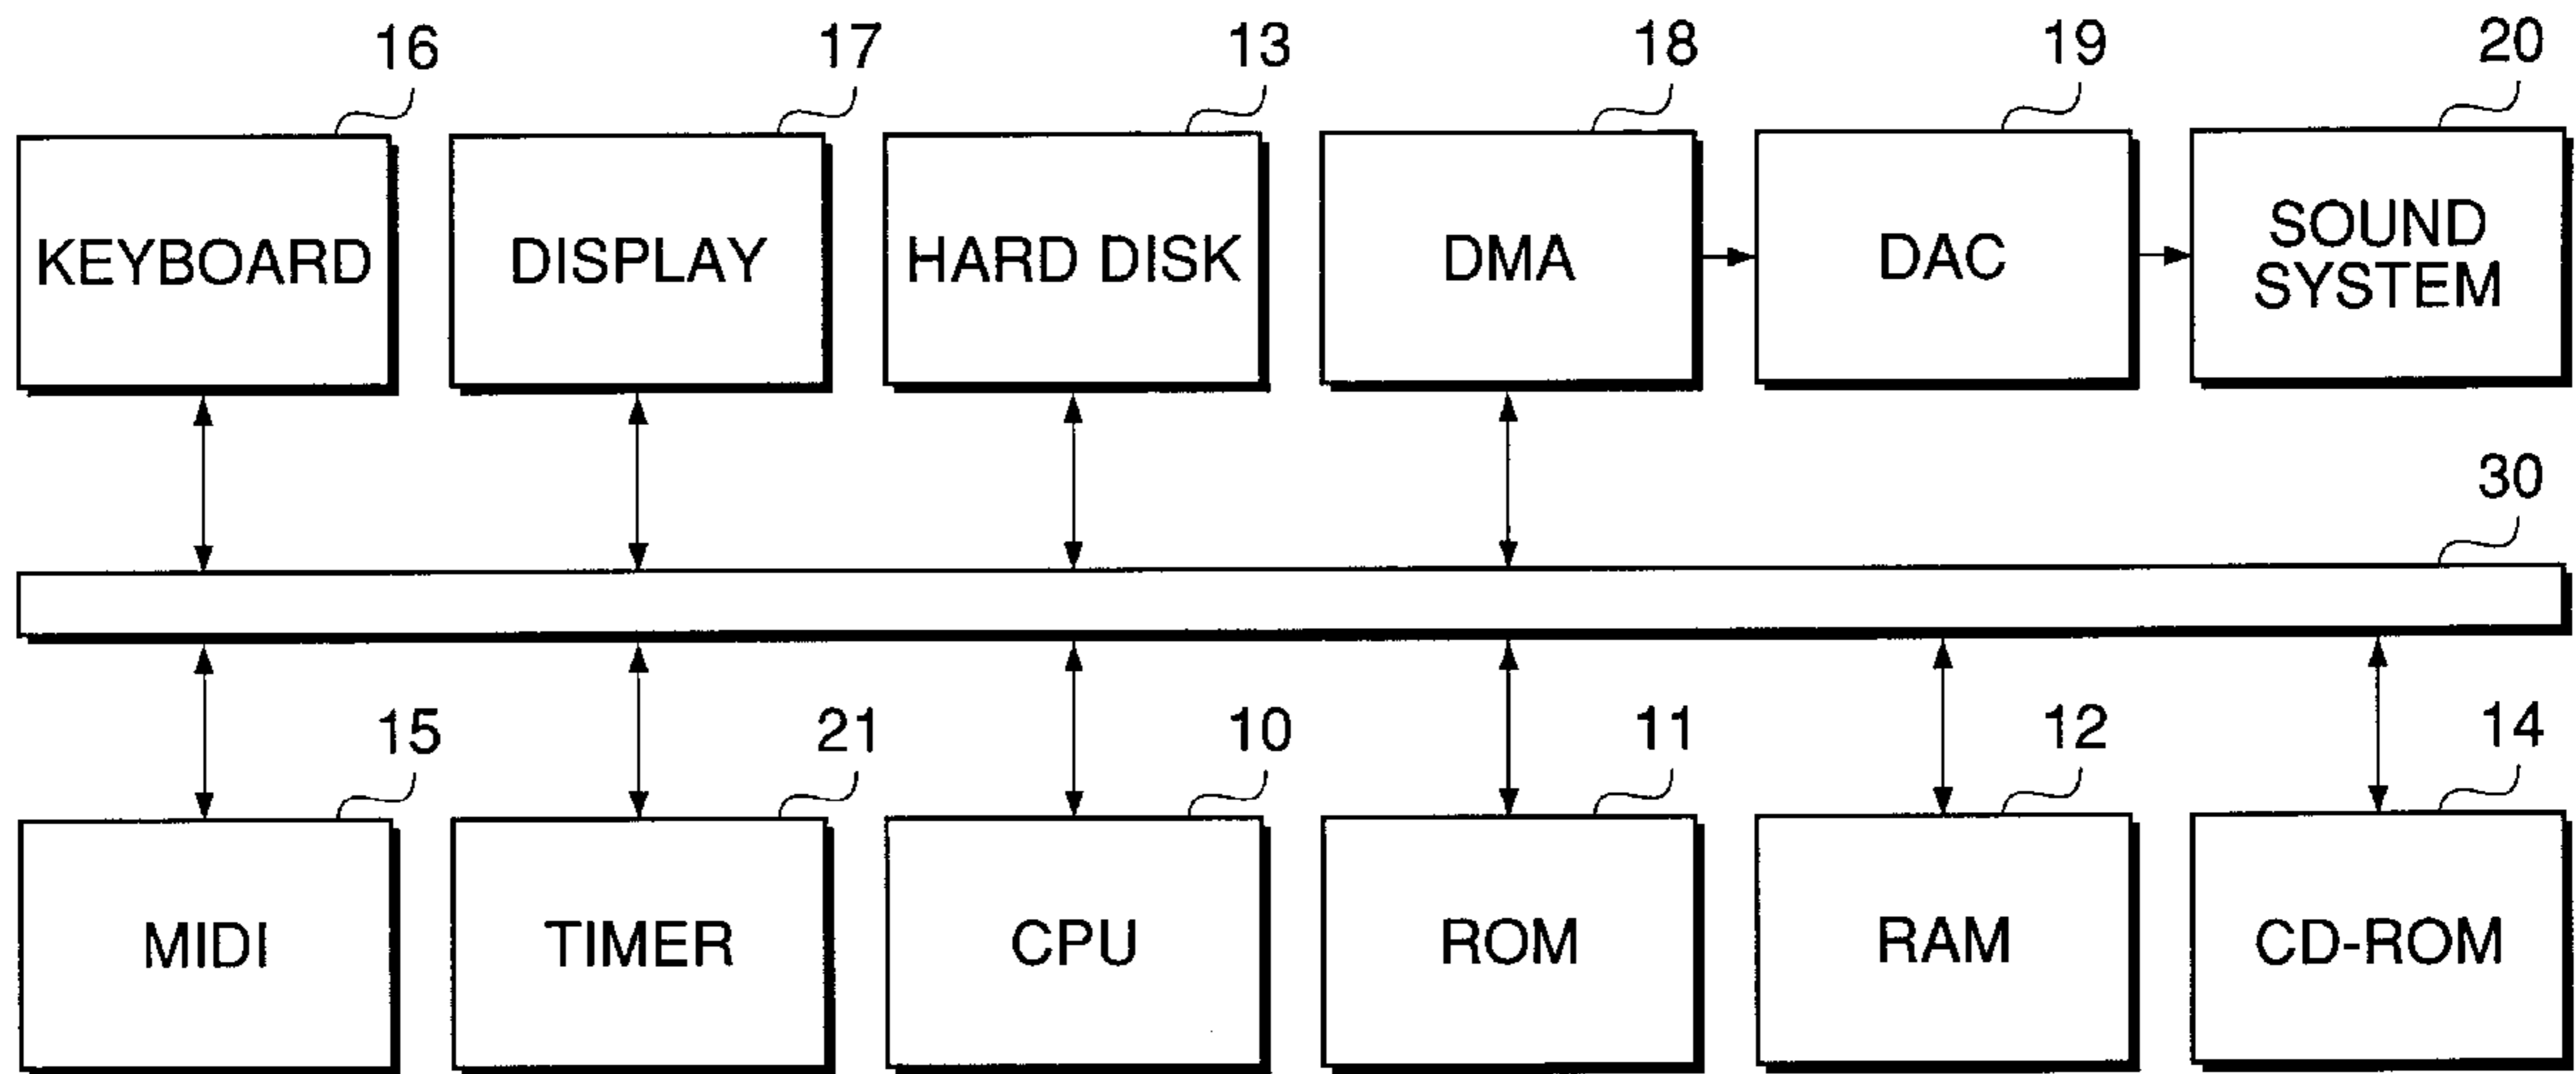 16
17
13
18
19
20
KEYBOARD
DISPLAY
HARD DISK
DMA
DAC
SOUND
SYSTEM
30
15
21
10
11
12
14
MIDI
TIMER
CPU
ROM
RAM
CD-ROM